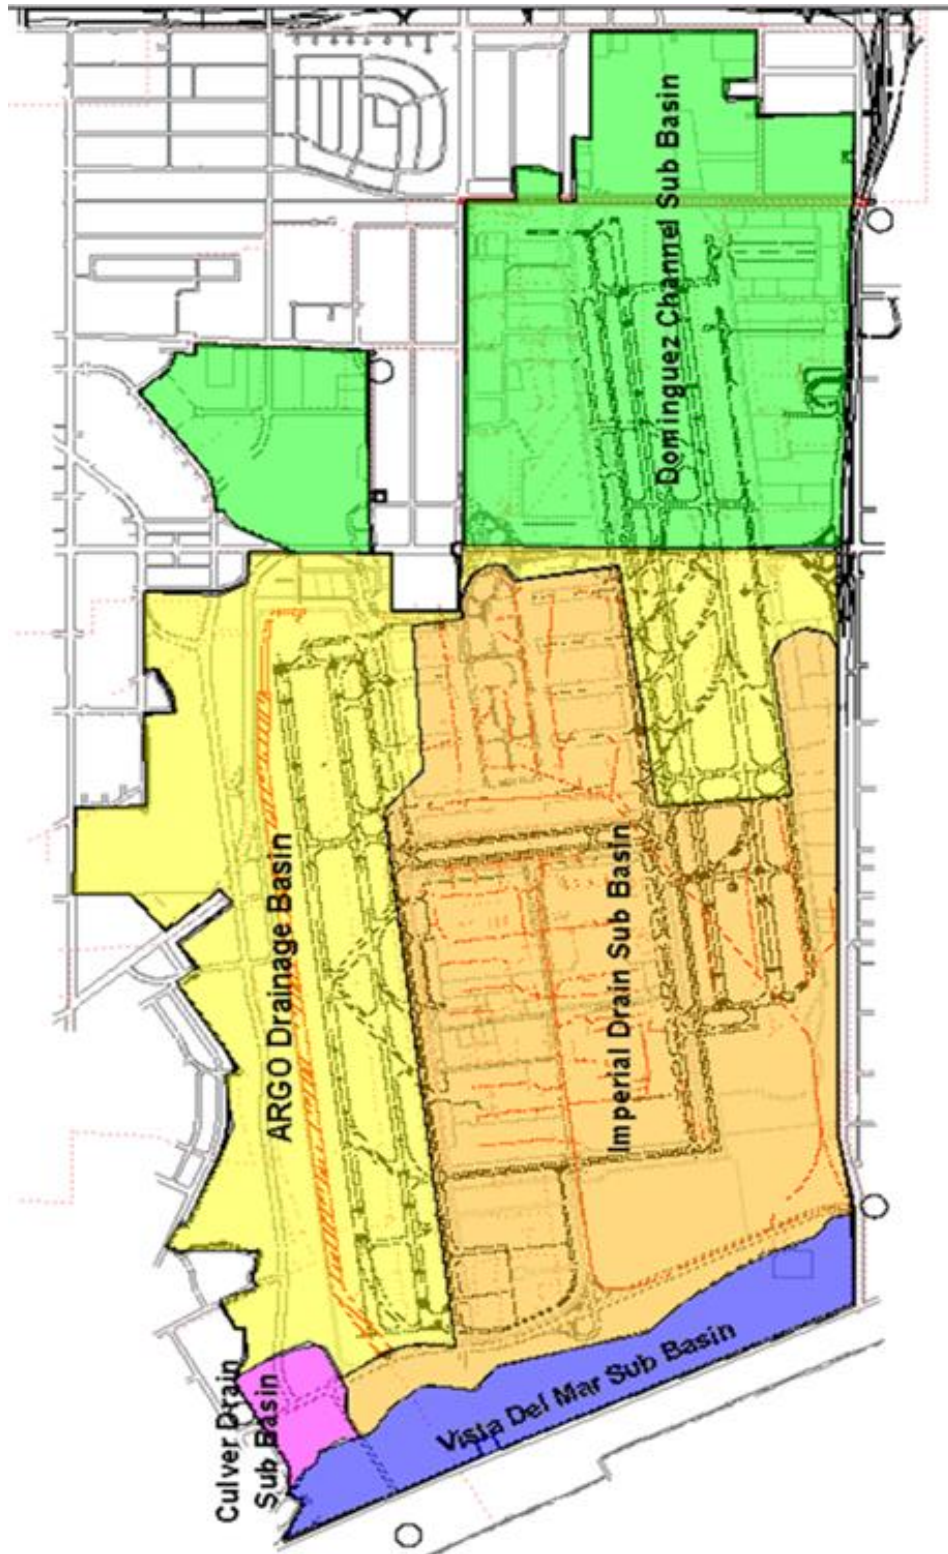 Dominguez Channel Sub Basin
ARGO Drainage Basin
Imperial Drain Sub Basin
Vista Del Mar Sub Basin
Culver Drain
Sub Basin